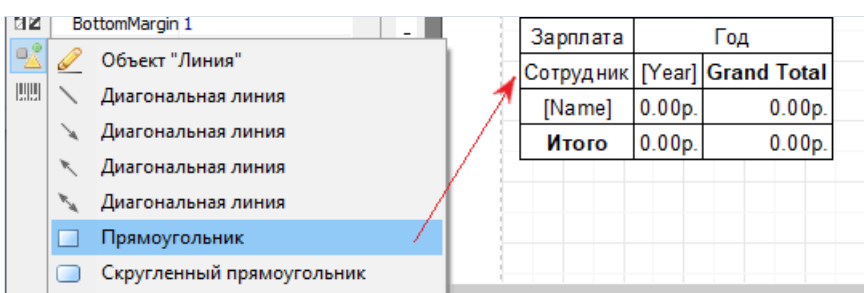 BottomMargin 1
Объект "Линия"
Диагональная линия
Диагональная линия
Диагональная линия
Диагональная линия
Прямоугольник
Скругленный прямоугольник
Зарплата Год
Сотрудник [Year] Grand Total
[Name] 0.00р. 0.00р.
Итого 0.00р. 0.00р.